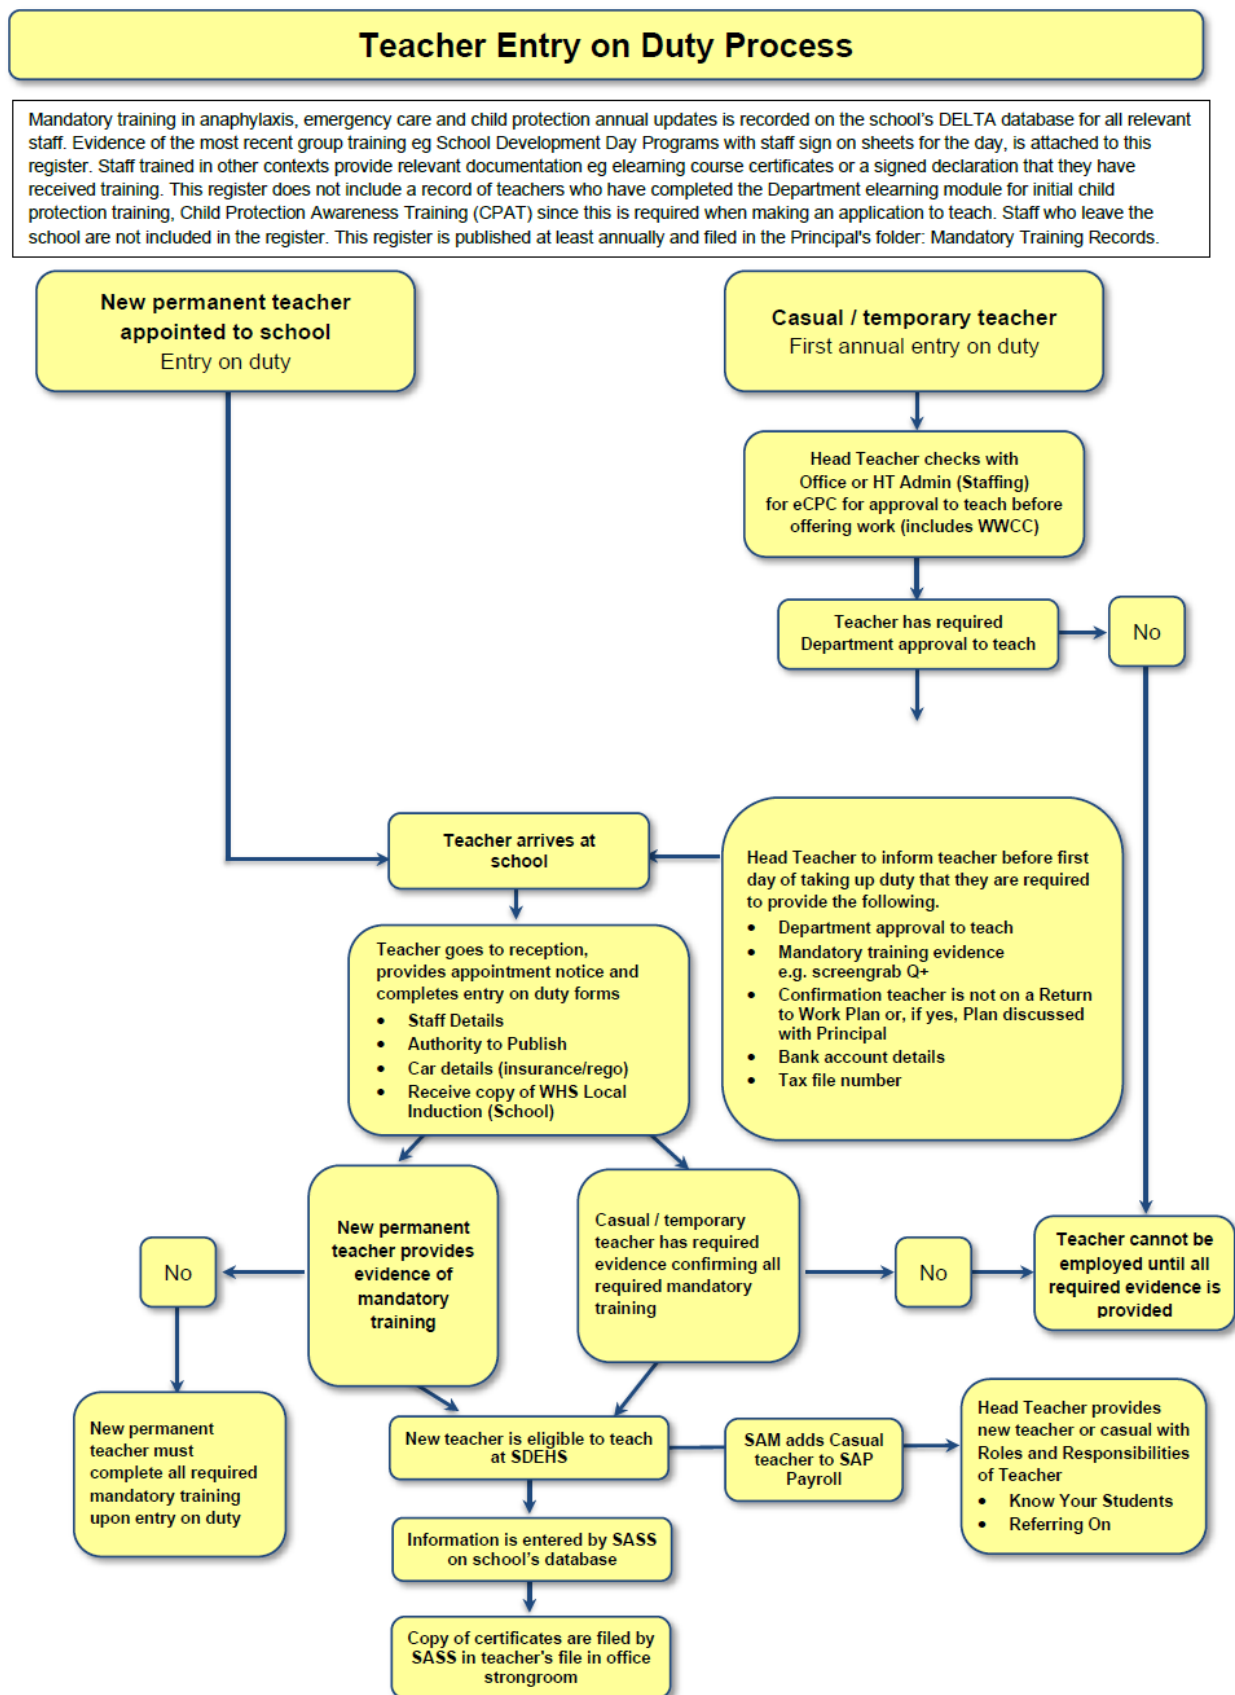 Teacher Entry on Duty Process
Mandatory training in anaphylaxis, emergency care and child protection annual updates is recorded on the school's DELTA database for all relevant
staff. Evidence of the most recent group training eg School Development Day Programs with staff sign on sheets for the day, is attached to this
register. Staff trained in other contexts provide relevant documentation eg elearning course certificates or a signed declaration that they have
received training. This register does not include a record of teachers who have completed the Department elearning module for initial child
protection training, Child Protection Awareness Training (CPAT) since this is required when making an application to teach. Staff who leave the
school are not included in the register. This register is published at least annually and filed in the Principal's folder: Mandatory Training Records.
New permanent teacher
appointed to school
Entry on duty
Casual / temporary teacher
First annual entry on duty
Head Teacher checks with
Office or HT Admin (Staffing)
for eCPC for approval to teach before
offering work (includes WWCC)
Teacher has required
Department approval to teach
No
Teacher arrives at
school
Head Teacher to inform teacher before first
day of taking up duty that they are required
to provide the following.
• Department approval to teach
• Mandatory training evidence
e.g. screengrab Q+
• Confirmation teacher is not on a Return
to Work Plan or, if yes, Plan discussed
with Principal
• Bank account details
• Tax file number
Teacher goes to reception,
provides appointment notice and
completes entry on duty forms
• Staff Details
• Authority to Publish
• Car details (insurance/rego)
• Receive copy of WHS Local
Induction (School)
No
New permanent
teacher provides
evidence of
mandatory
training
Casual / temporary
teacher has required
evidence confirming all
required mandatory
training
No
Teacher cannot be
employed until all
required evidence is
provided
New permanent
teacher must
complete all required
mandatory training
upon entry on duty
New teacher is eligible to teach
at SDEHS
SAM adds Casual
teacher to SAP
Payroll
Head Teacher provides
new teacher or casual with
Roles and Responsibilities
of Teacher
• Know Your Students
• Referring On
Information is entered by SASS
on school's database
Copy of certificates are filed by
SASS in teacher's file in office
strongroom